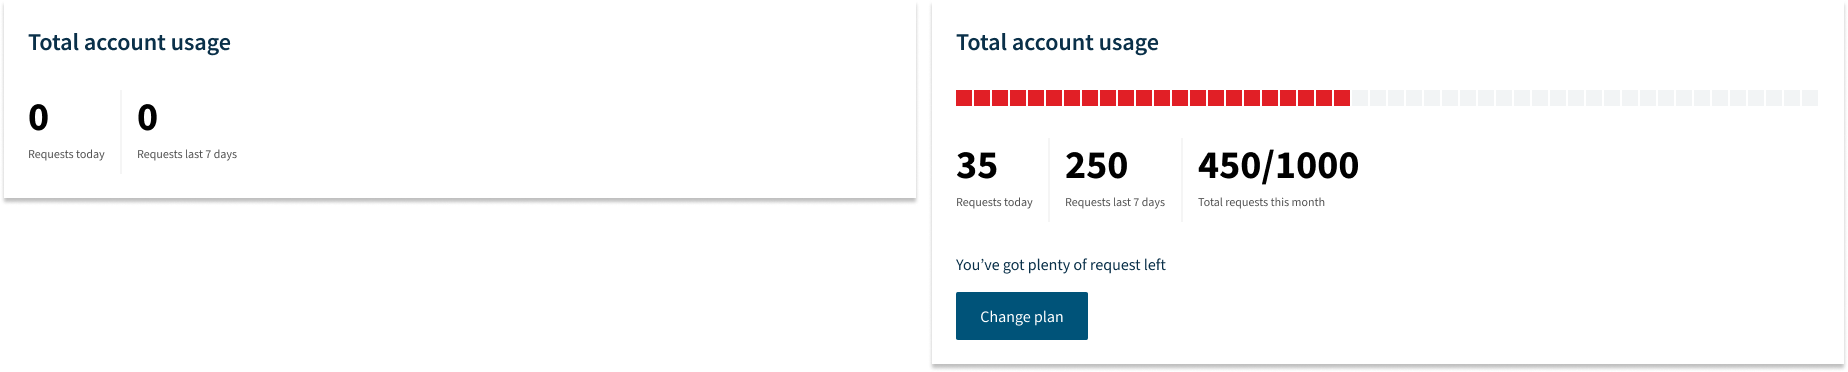 Total account usage
0
Requests today
0
Requests last 7 days
Total account usage
35
Requests today
250
Requests last 7 days
450/1000
Total requests this month
You’ve got plenty of request left
Change plan